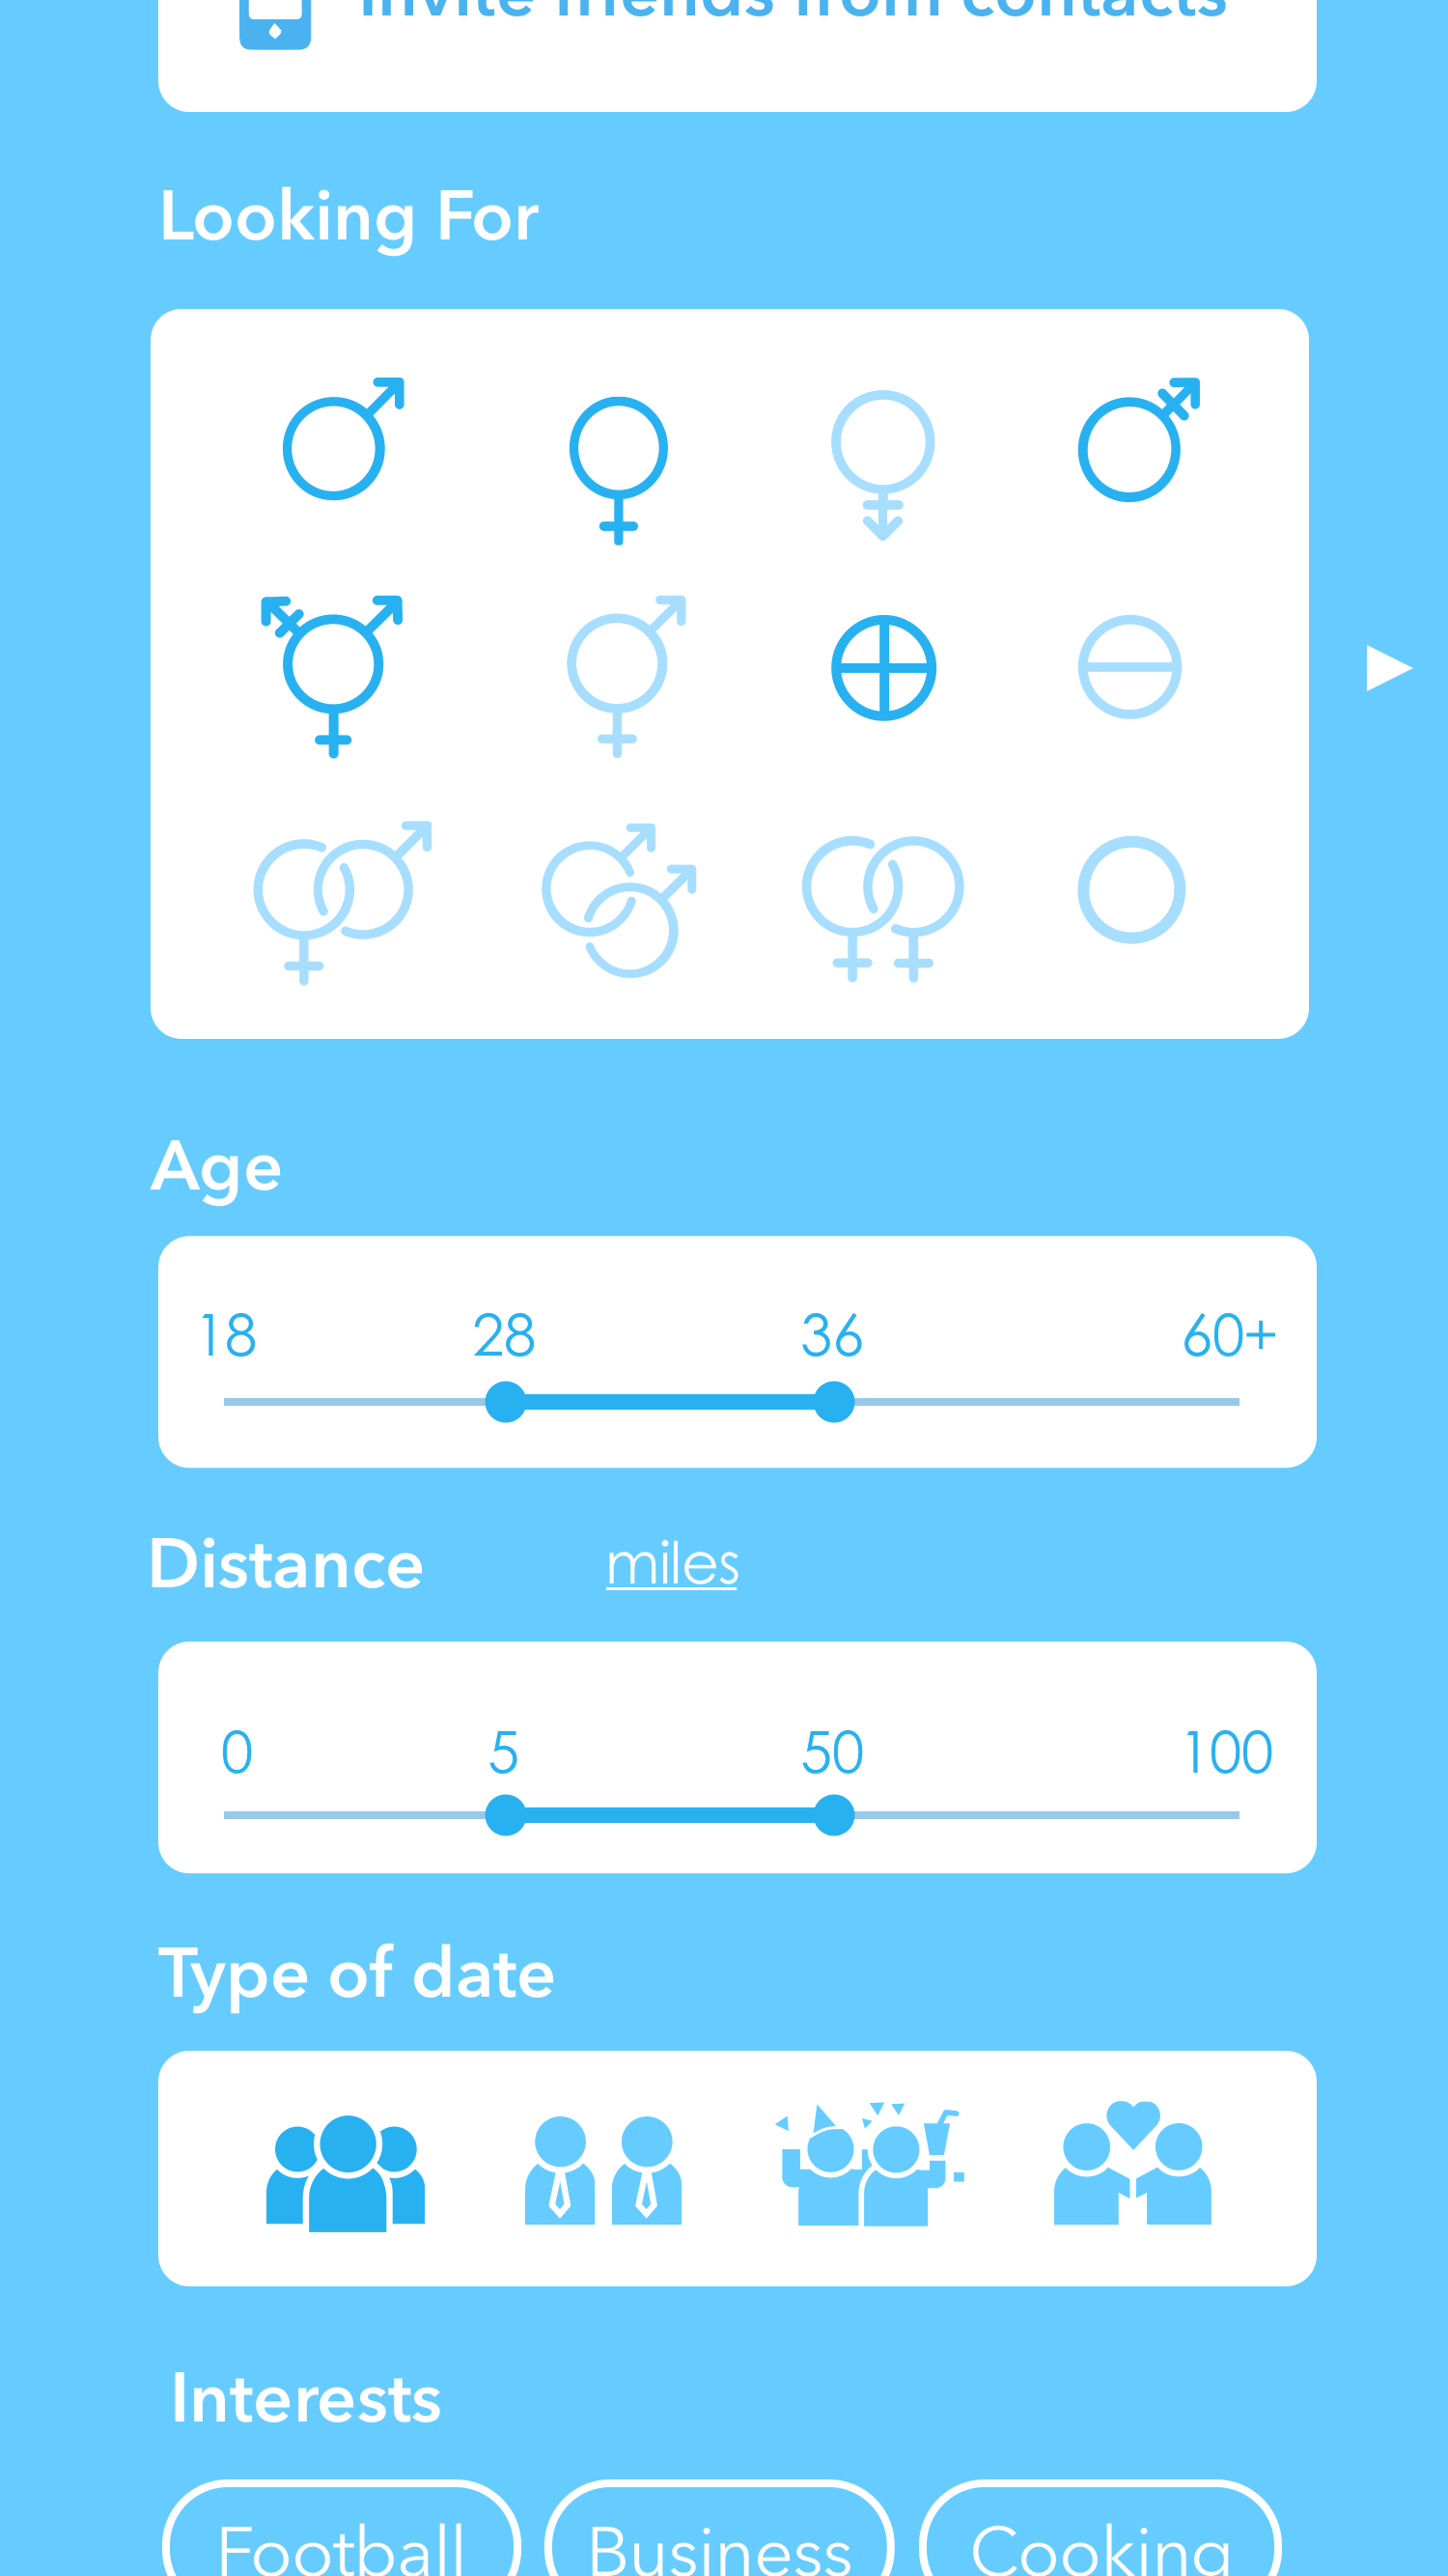 Invite friends from contacts
Looking For
Age
18 28 36 60+
Distance miles
0 5 50 100
Type of date
Interests
Football Business Cooking